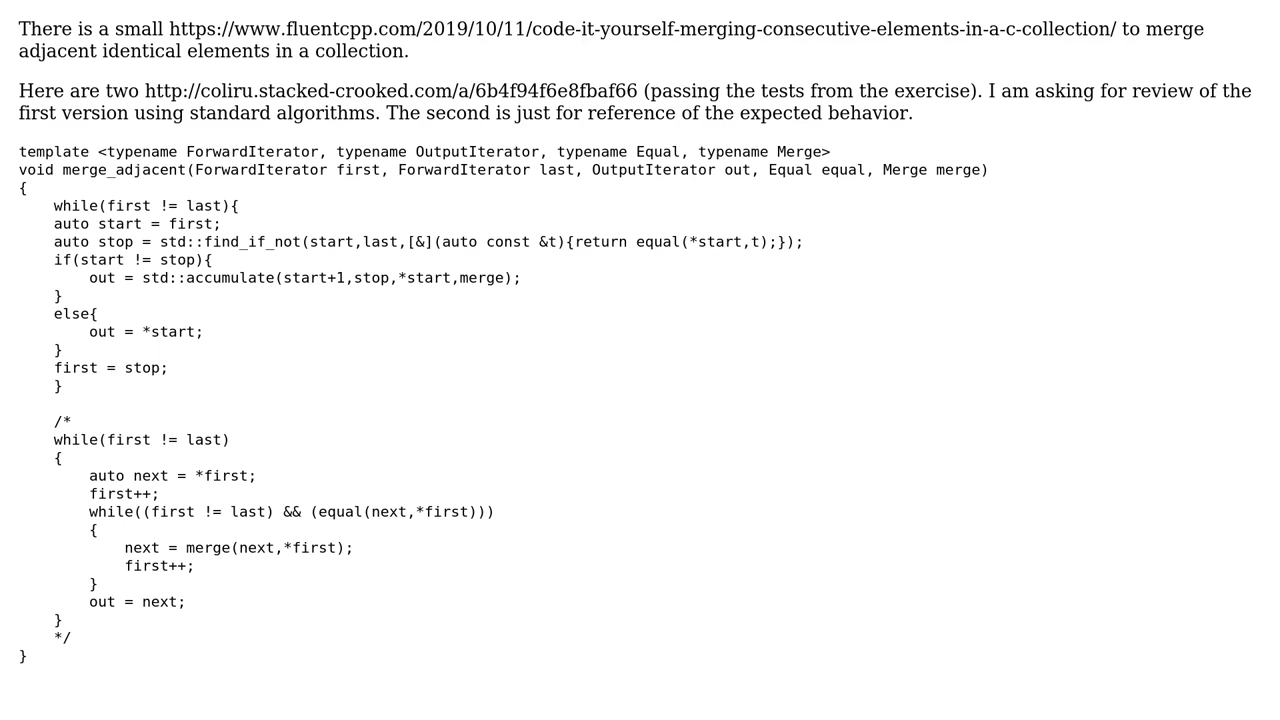 There is a small https://www.fluentcpp.com/2019/10/11/code-it-yourself-merging-consecutive-elements-in-a-c-collection/ to merge
adjacent identical elements in a collection.
Here are two http://coliru.stacked-crooked.com/a/6b4f94f6e8fbaf66 (passing the tests from the exercise). I am asking for review of the
first version using standard algorithms. The second is just for reference of the expected behavior.
template <typename ForwardIterator, typename OutputIterator, typename Equal, typename Merge>
void merge_adjacent(ForwardIterator first, ForwardIterator last, OutputIterator out, Equal equal, Merge merge)
{
    while(first != last){
    auto start = first;
    auto stop = std::find_if_not(start,last,[&](auto const &t){return equal(*start,t);});
    if(start != stop){
        out = std::accumulate(start+1,stop,*start,merge);
    }
    else{
        out = *start;
    }
    first = stop;
    }
    /*
    while(first != last)
    {
        auto next = *first;
        first++;
        while((first != last) && (equal(next,*first)))
        {
            next = merge(next,*first);
            first++;
        }
        out = next;
    }
    */
}